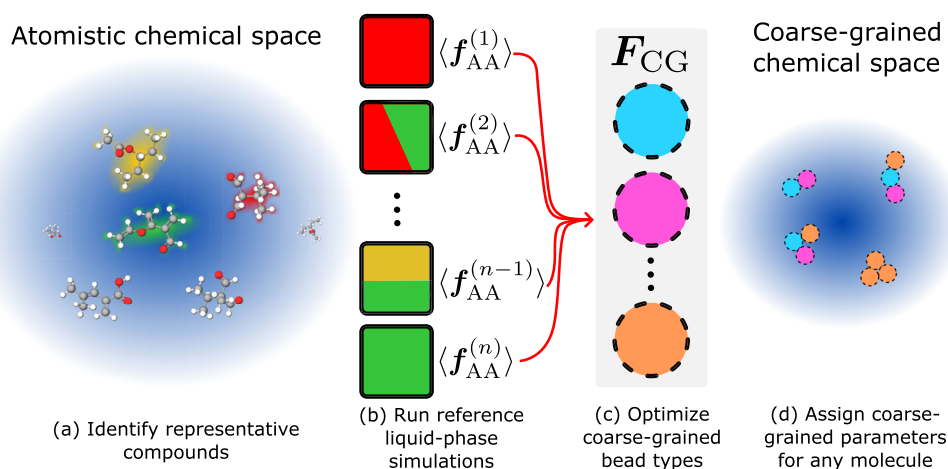 Atomistic chemical space
⟨f_AA^(1)⟩
⟨f_AA^(2)⟩
⟨f_AA^(n−1)⟩
⟨f_AA^(n)⟩
F_CG
Coarse-grained
chemical space
(a) Identify representative
compounds
(b) Run reference
liquid-phase
simulations
(c) Optimize
coarse-grained
bead types
(d) Assign coarse-
grained parameters
for any molecule